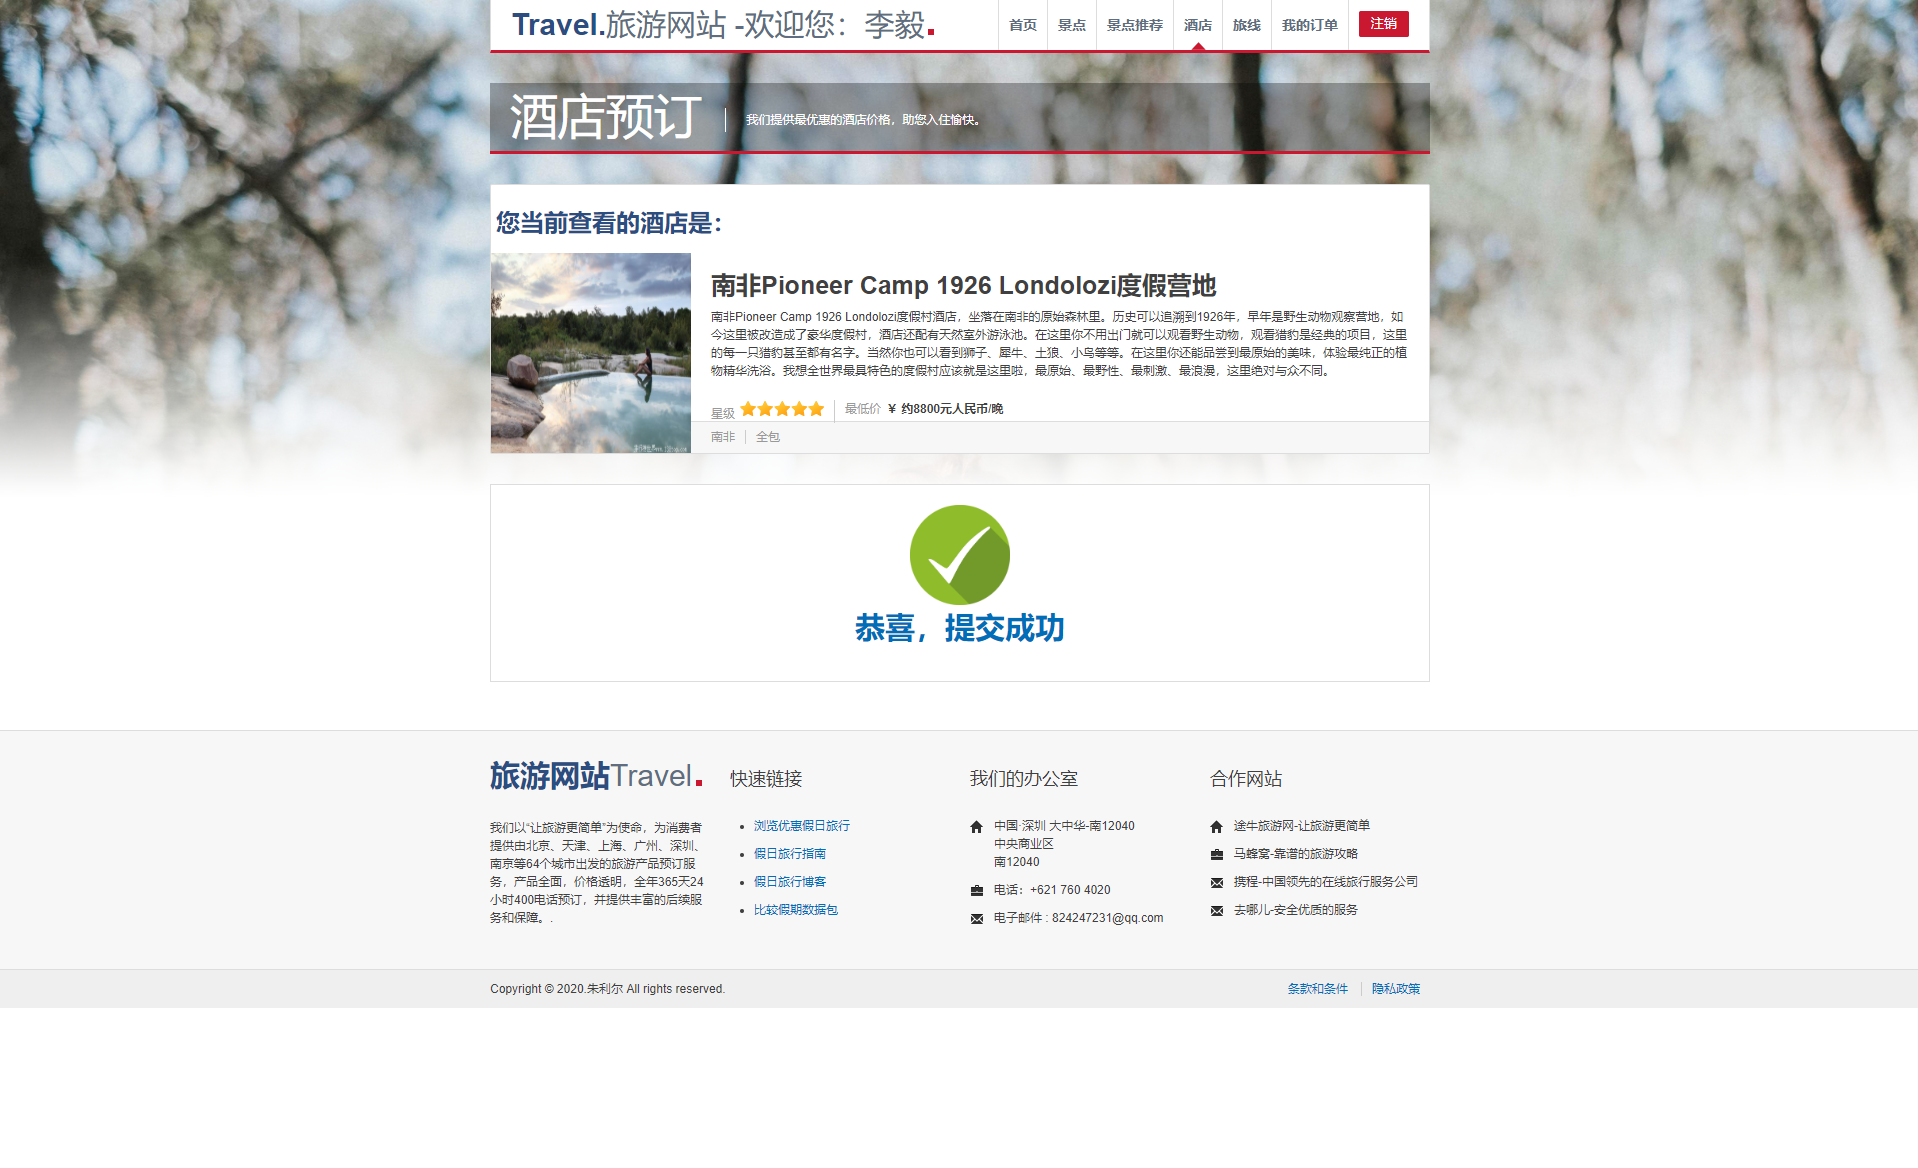 Travel.旅游网站 -欢迎您：李毅.
首页 景点 景点推荐 酒店 旅线 我的订单 注销
酒店预订
我们提供最优惠的酒店价格，助您入住愉快。
您当前查看的酒店是：
南非Pioneer Camp 1926 Londolozi度假营地
南非Pioneer Camp 1926 Londolozi度假村酒店，坐落在南非的原始森林里。历史可以追溯到1926年，早年是野生动物观察营地，如
今这里被改造成了豪华度假村，酒店还配有天然室外游泳池。在这里你不用出门就可以观看野生动物，观看猎豹是经典的项目，这里
的每一只猎豹甚至都有名字。当然你也可以看到狮子、犀牛、土狼、小鸟等等。在这里你还能品尝到最原始的美味，体验最纯正的植
物精华洗浴。我想全世界最具特色的度假村应该就是这里啦，最原始、最野性、最刺激、最浪漫，这里绝对与众不同。
星级 最低价 ¥ 约8800元人民币/晚
南非 全包
恭喜，提交成功
旅游网站Travel.
我们以“让旅游更简单”为使命，为消费者
提供由北京、天津、上海、广州、深圳、
南京等64个城市出发的旅游产品预订服
务，产品全面，价格透明，全年365天24
小时400电话预订，并提供丰富的后续服
务和保障。.
快速链接
浏览优惠假日旅行
假日旅行指南
假日旅行博客
比较假期数据包
我们的办公室
中国·深圳 大中华-南12040
中央商业区
南12040
电话：+621 760 4020
电子邮件 : 824247231@qq.com
合作网站
途牛旅游网-让旅游更简单
马蜂窝-靠谱的旅游攻略
携程-中国领先的在线旅行服务公司
去哪儿-安全优质的服务
Copyright © 2020.朱利尔 All rights reserved.
条款和条件 隐私政策